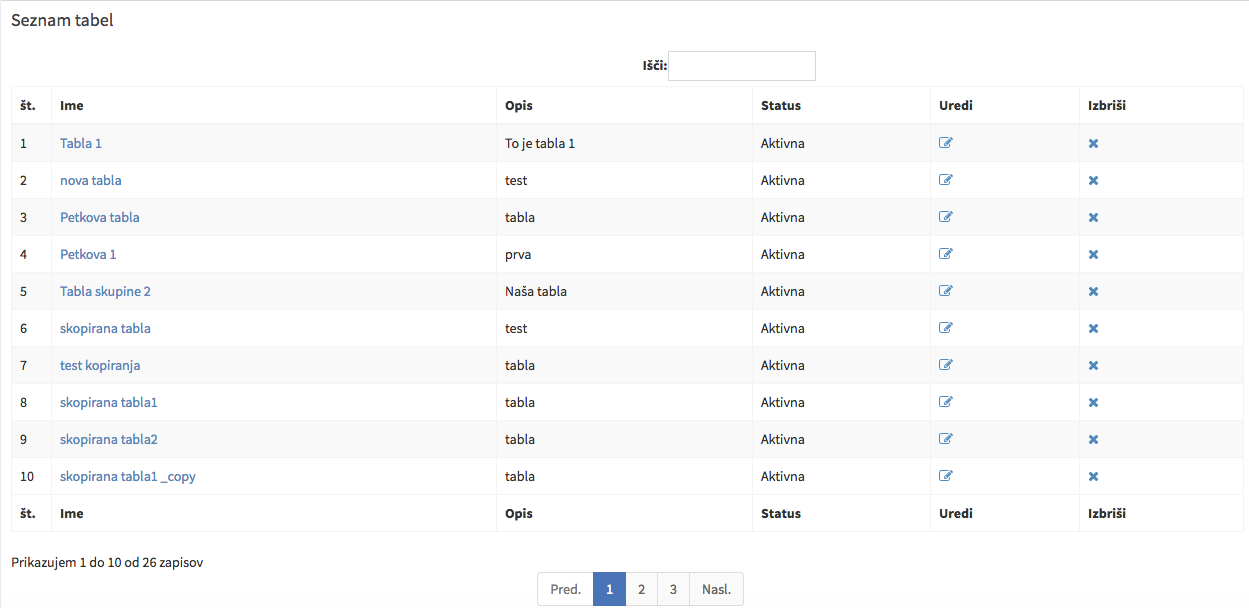 Seznam tabel
Išči:
št. Ime Opis Status Uredi Izbriši
1 Tabla 1 To je tabla 1 Aktivna
2 nova tabla test Aktivna
3 Petkova tabla tabla Aktivna
4 Petkova 1 prva Aktivna
5 Tabla skupine 2 Naša tabla Aktivna
6 skopirana tabla test Aktivna
7 test kopiranja tabla Aktivna
8 skopirana tabla1 tabla Aktivna
9 skopirana tabla2 tabla Aktivna
10 skopirana tabla1 _copy tabla Aktivna
št. Ime Opis Status Uredi Izbriši
Prikazujem 1 do 10 od 26 zapisov
Pred. 1 2 3 Nasl.